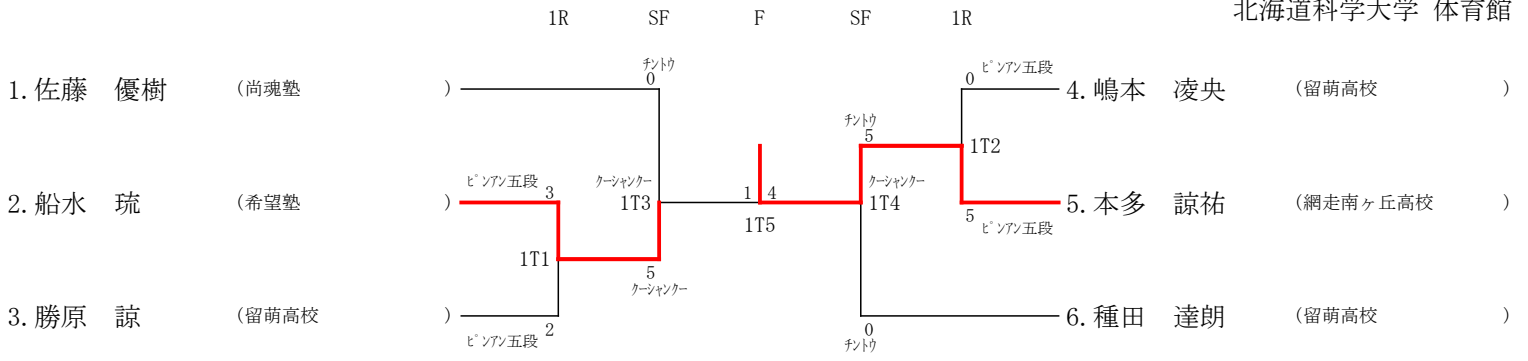 北海道科学大学 体育館
1R SF F SF 1R
チントウ
0
0 ピンアン五段
1.佐藤 優樹 (尚魂塾 )
4.嶋本 凌央 (留萌高校 )
チントウ
5
1T2
ピンアン五段 3
クーシャンクー
1T3
1 4
クーシャンクー
1T4
2.船水 琉 (希望塾 )
5.本多 諒祐 (網走南ヶ丘高校 )
1T5
5 ピンアン五段
1T1
5
クーシャンクー
3.勝原 諒 (留萌高校 )
6.種田 達朗 (留萌高校 )
ピンアン五段 2
0
チントウ